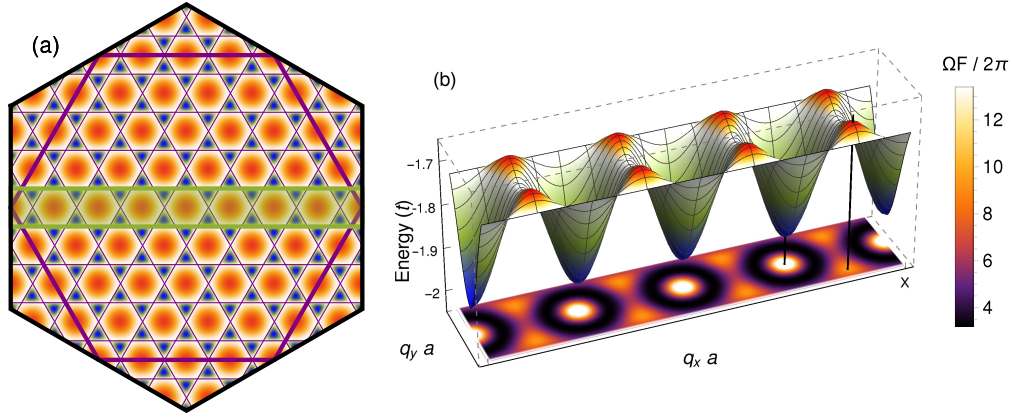 (a)
(b)
ΩF / 2π
12
10
8
6
4
-1.7
-1.8
-1.9
-2
Energy (t)
q_y a
q_x a
x